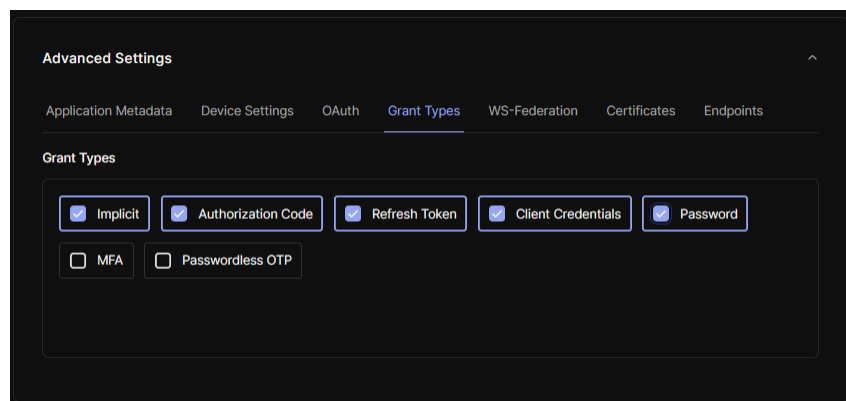 Advanced Settings
Application Metadata Device Settings OAuth Grant Types WS-Federation Certificates Endpoints
Grant Types
Implicit Authorization Code Refresh Token Client Credentials Password
MFA Passwordless OTP